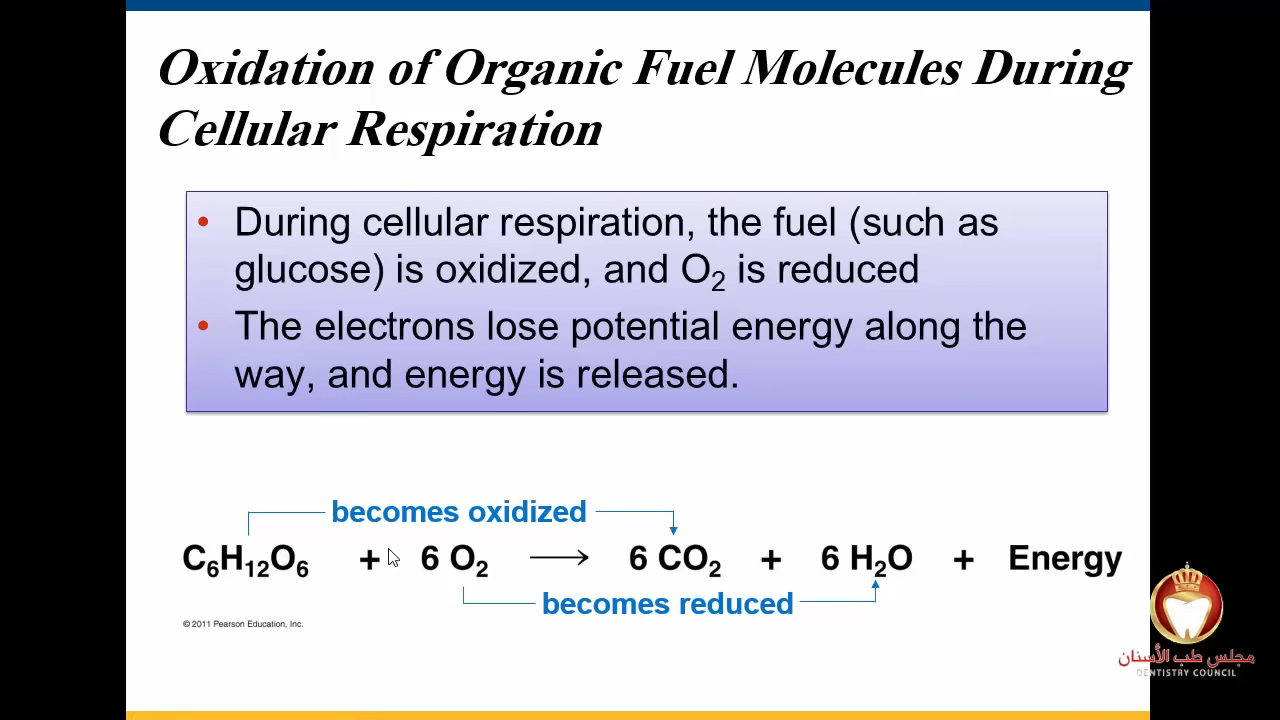 Oxidation of Organic Fuel Molecules During
Cellular Respiration
• During cellular respiration, the fuel (such as
glucose) is oxidized, and O₂ is reduced
• The electrons lose potential energy along the
way, and energy is released.
becomes oxidized
C₆H₁₂O₆ + 6 O₂ ⟶ 6 CO₂ + 6 H₂O + Energy
becomes reduced
© 2011 Pearson Education, Inc.
مجلس طب الأسنان
DENTISTRY COUNCIL